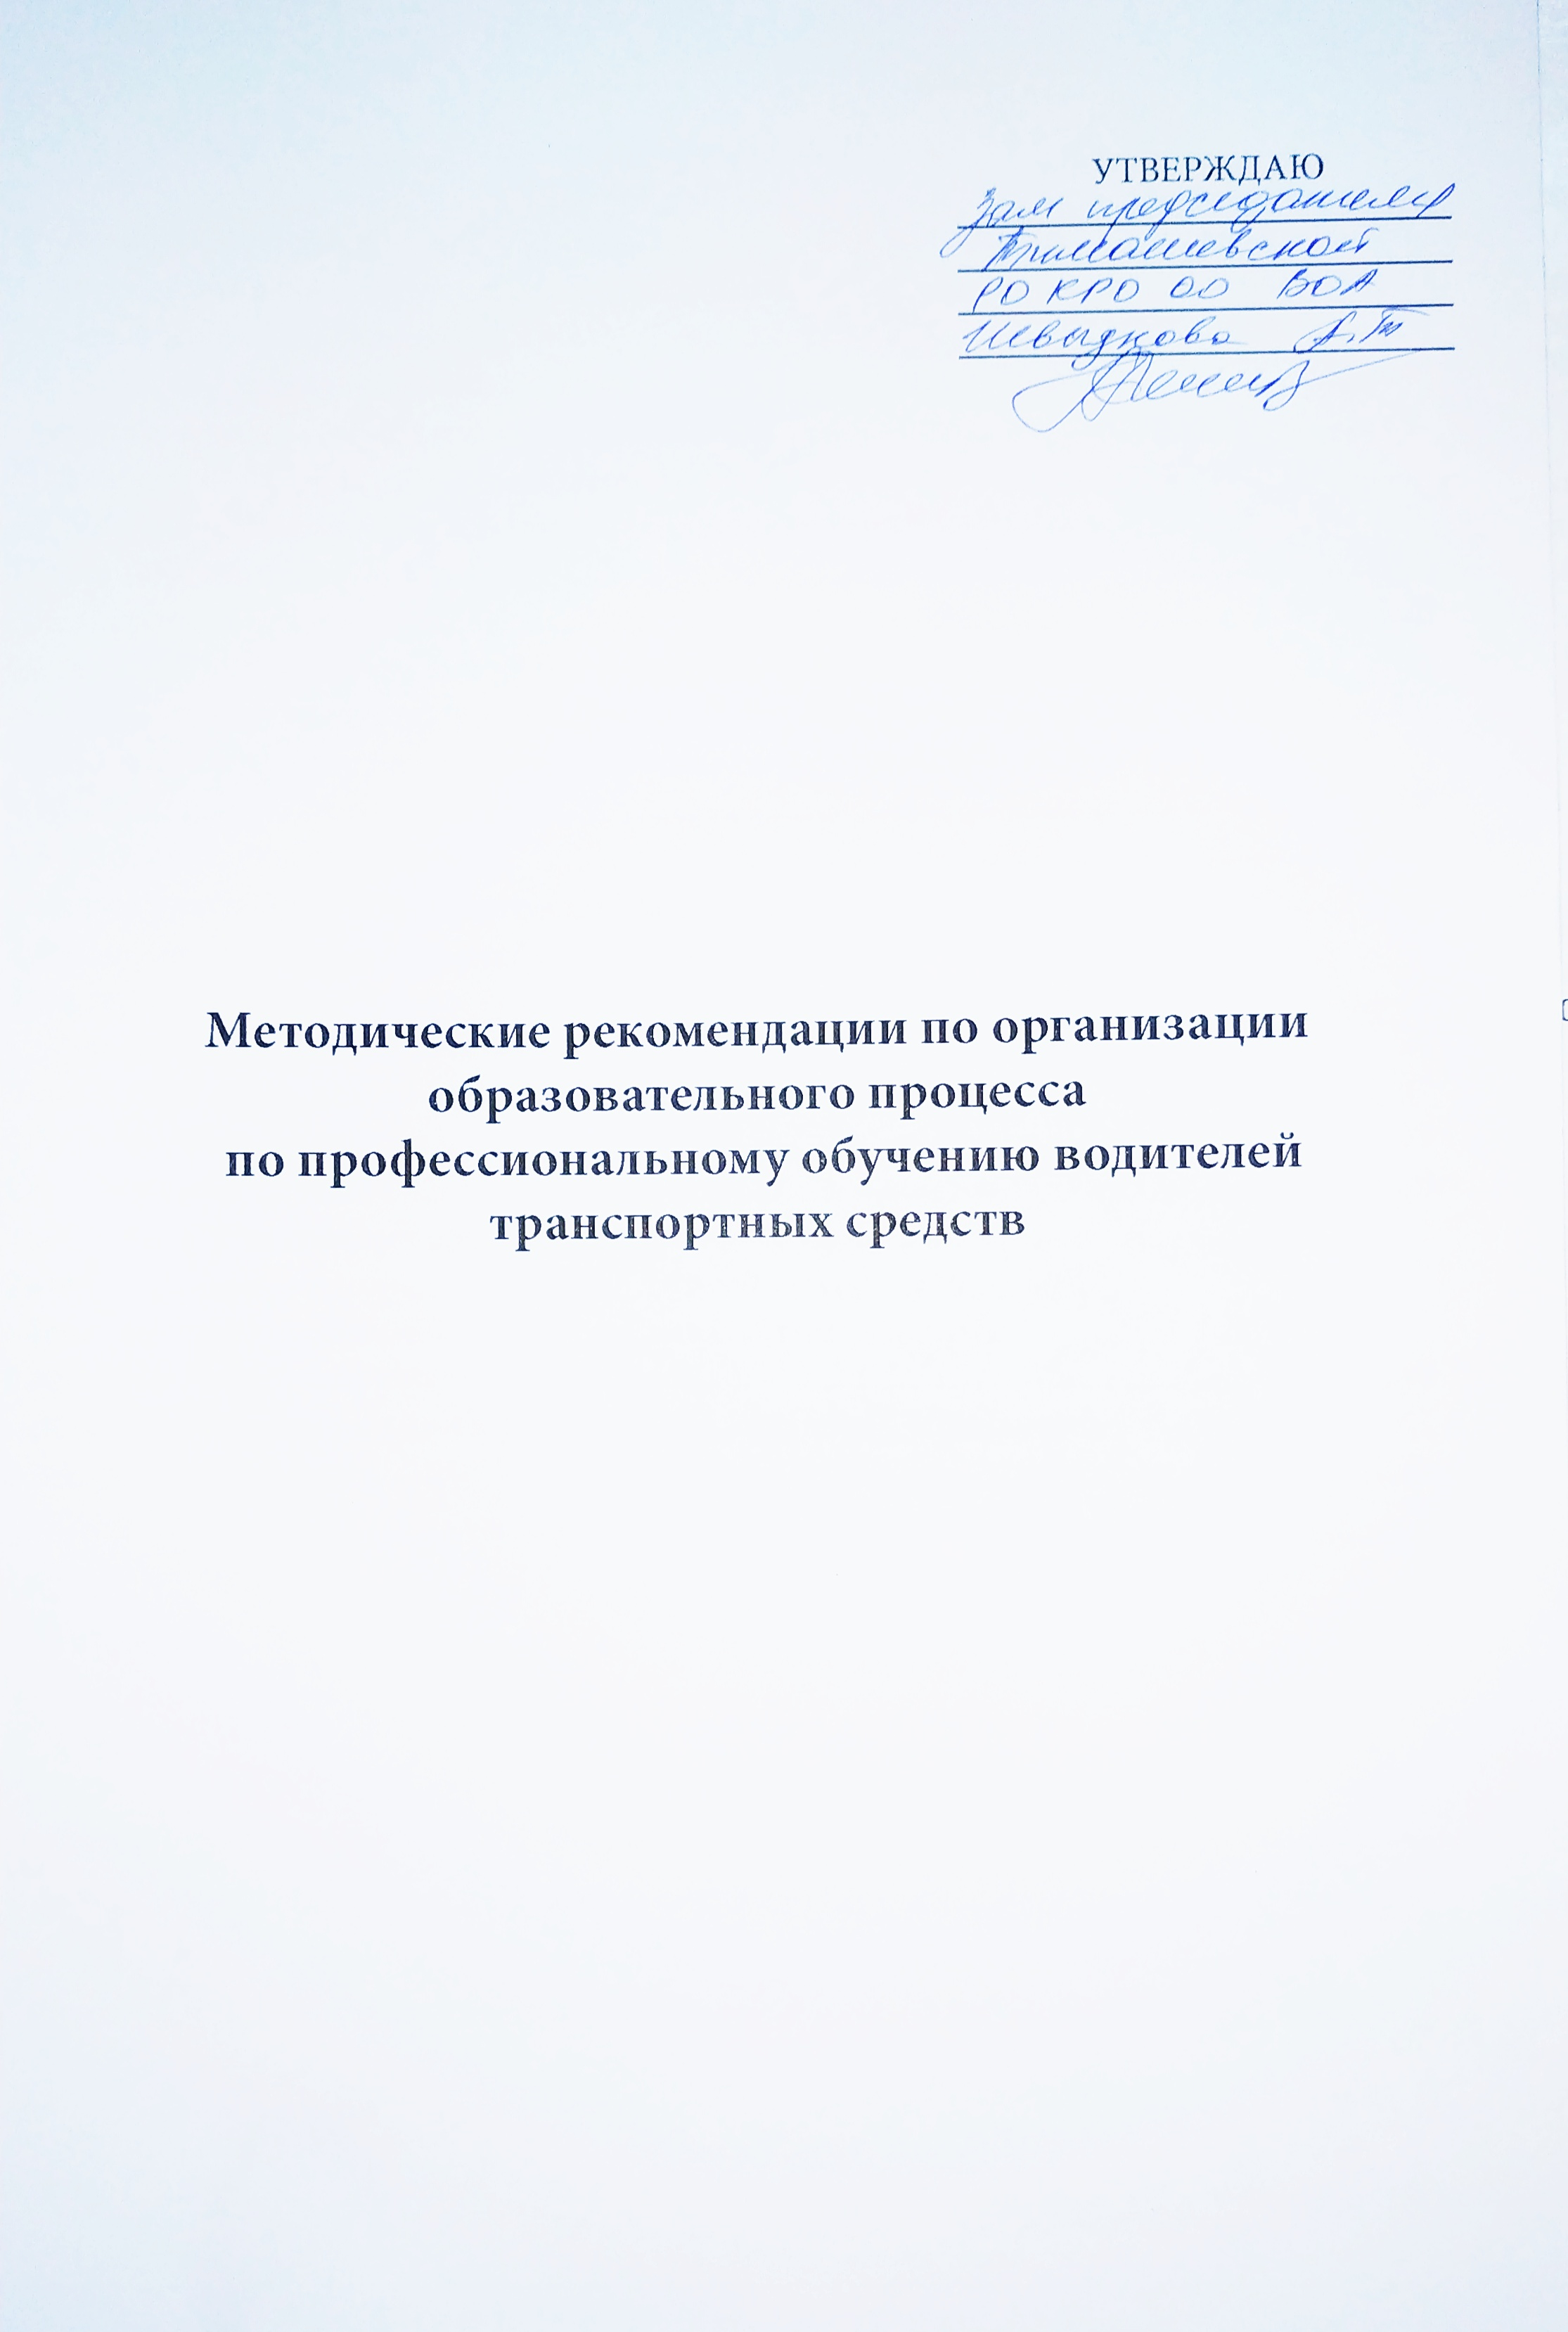 УТВЕРЖДАЮ
Зам председателя
Тимашевской
РО КРО ОО ВОА
Шевыдкова А.Т
Методические рекомендации по организации
образовательного процесса
по профессиональному обучению водителей
транспортных средств